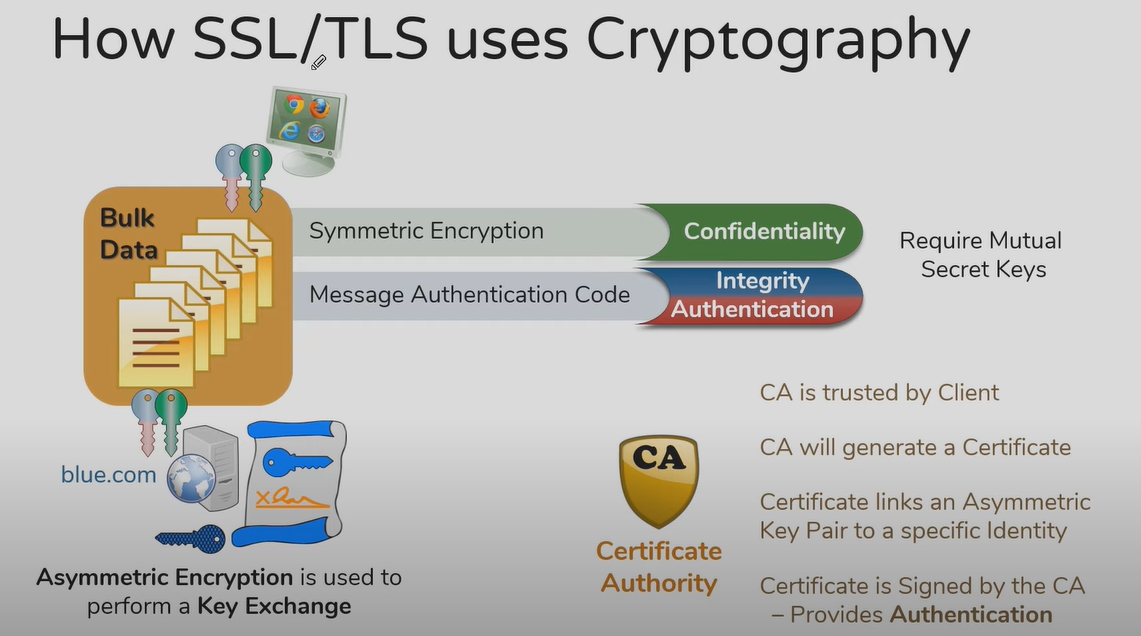 How SSL/TLS uses Cryptography
Bulk
Data
Symmetric Encryption
Confidentiality
Message Authentication Code
Integrity
Authentication
Require Mutual
Secret Keys
blue.com
Asymmetric Encryption is used to
perform a Key Exchange
CA
Certificate
Authority
CA is trusted by Client
CA will generate a Certificate
Certificate links an Asymmetric
Key Pair to a specific Identity
Certificate is Signed by the CA
– Provides Authentication